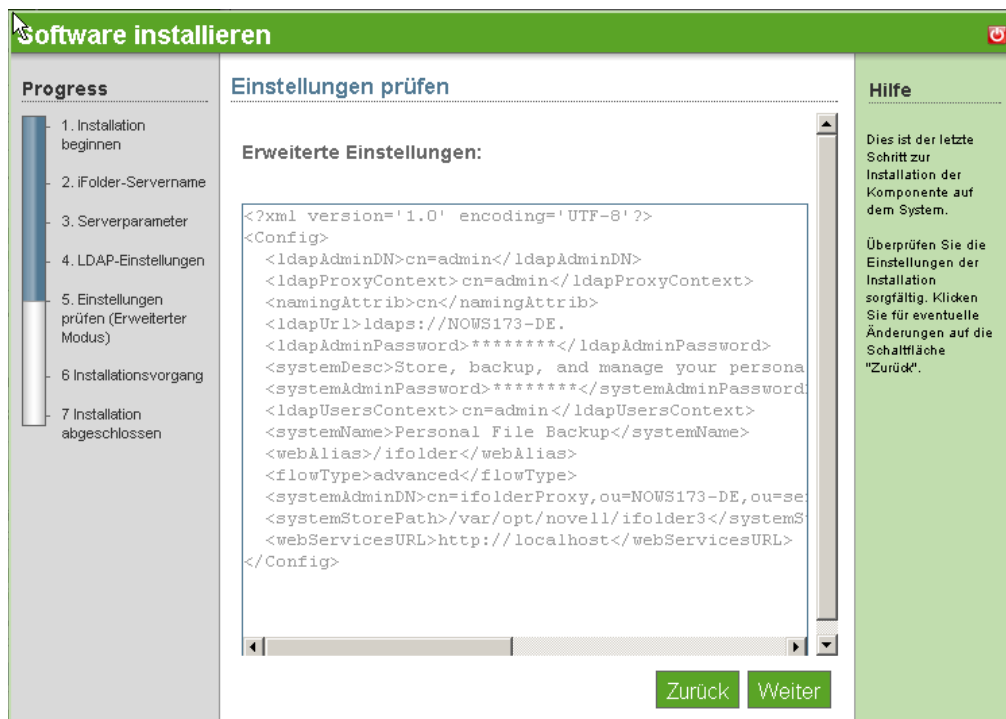 Software installieren
Progress
1. Installation
beginnen
2. iFolder-Servername
3. Serverparameter
4. LDAP-Einstellungen
5. Einstellungen
prüfen (Erweiterter
Modus)
6 Installationsvorgang
7 Installation
abgeschlossen
Einstellungen prüfen
Erweiterte Einstellungen:
<?xml version='1.0' encoding='UTF-8'?>
<Config>
<ldapAdminDN>cn=admin</ldapAdminDN>
<ldapProxyContext>cn=admin</ldapProxyContext>
<namingAttrib>cn</namingAttrib>
<ldapUrl>ldaps://NOWS173-DE.
<ldapAdminPassword>********</ldapAdminPassword>
<systemDesc>Store, backup, and manage your persona
<systemAdminPassword>********</systemAdminPassword>
<ldapUsersContext>cn=admin</ldapUsersContext>
<systemName>Personal File Backup</systemName>
<webAlias>/ifolder</webAlias>
<flowType>advanced</flowType>
<systemAdminDN>cn=ifolderProxy,ou=NOWS173-DE,ou=se
<systemStorePath>/var/opt/novell/ifolder3</systemS
<webServicesURL>http://localhost</webServicesURL>
</Config>
Zurück
Weiter
Hilfe
Dies ist der letzte
Schritt zur
Installation der
Komponente auf
dem System.
Überprüfen Sie die
Einstellungen der
Installation
sorgfältig. Klicken
Sie für eventuelle
Änderungen auf die
Schaltfläche
"Zurück".